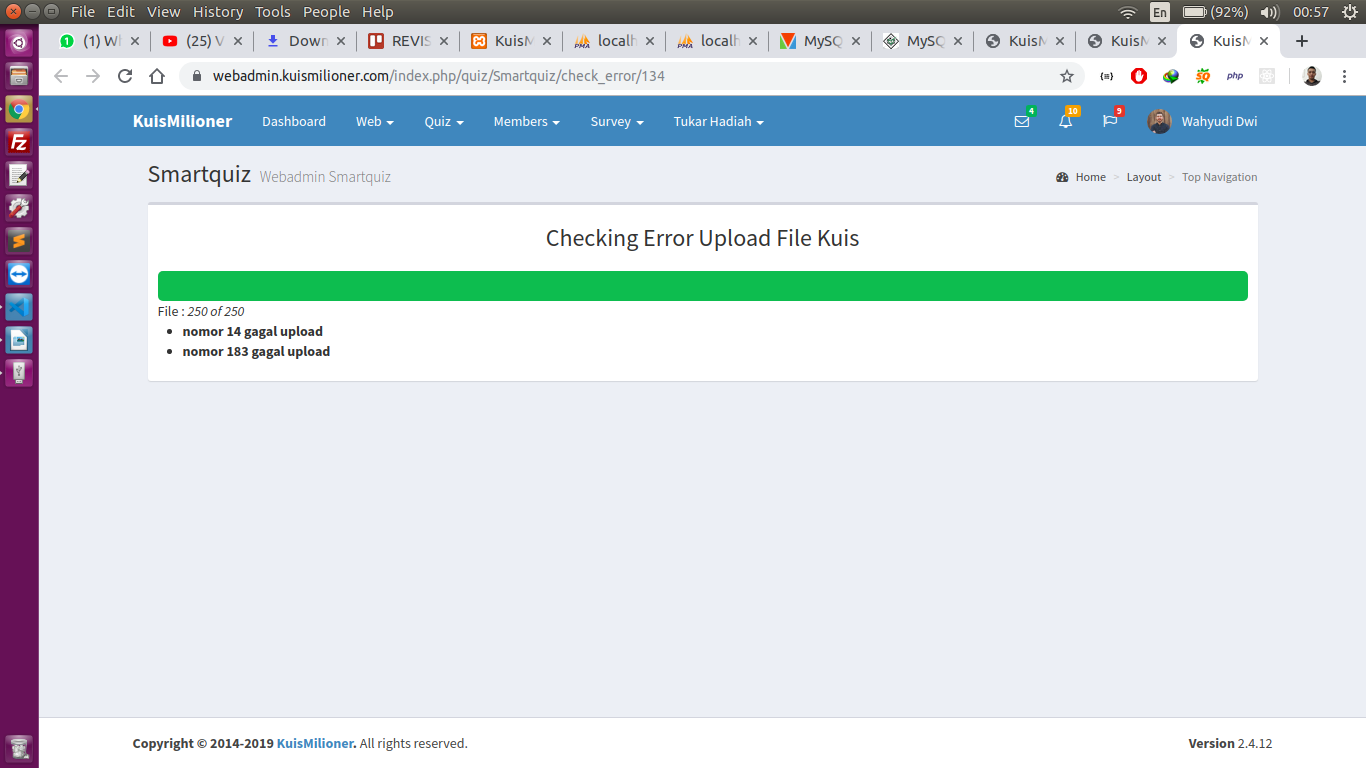 File Edit View History Tools People Help
En (92%) 00:57
(1) Wh (25) V Down REVIS KuisM localh localh MySQ MySQ KuisM KuisM KuisM
webadmin.kuismilioner.com/index.php/quiz/Smartquiz/check_error/134
KuisMilioner Dashboard Web Quiz Members Survey Tukar Hadiah 4 10 9 Wahyudi Dwi
Smartquiz Webadmin Smartquiz Home > Layout > Top Navigation
Checking Error Upload File Kuis
File : 250 of 250
nomor 14 gagal upload
nomor 183 gagal upload
Copyright © 2014-2019 KuisMilioner. All rights reserved. Version 2.4.12